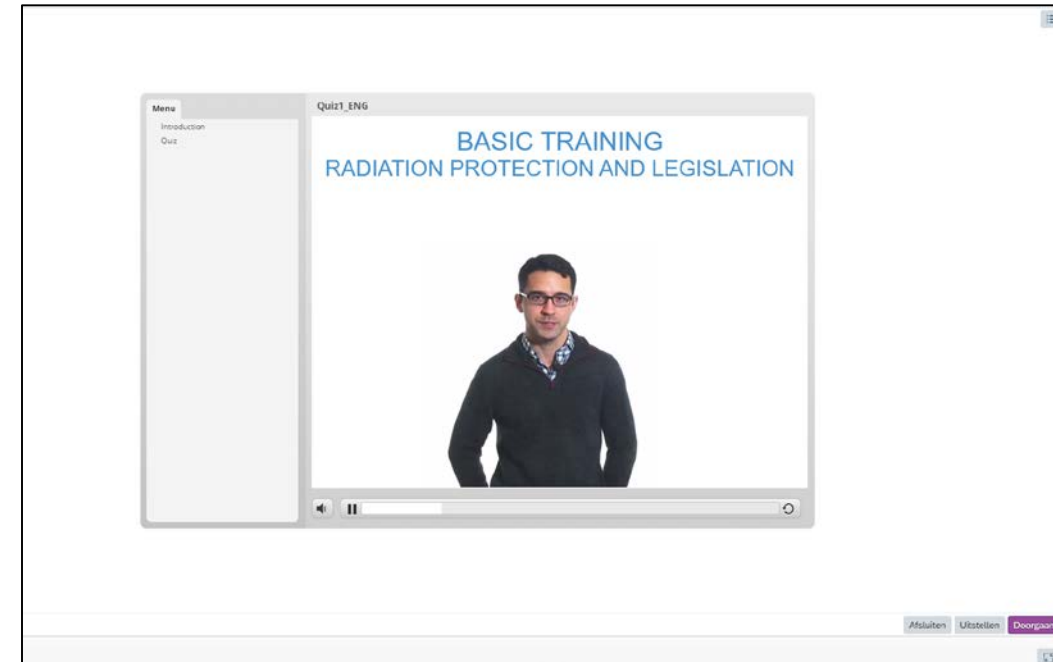 Menu
Introduction
Quiz
Quiz1_ENG
BASIC TRAINING
RADIATION PROTECTION AND LEGISLATION
Afsluiten Uitstellen Doorgaan